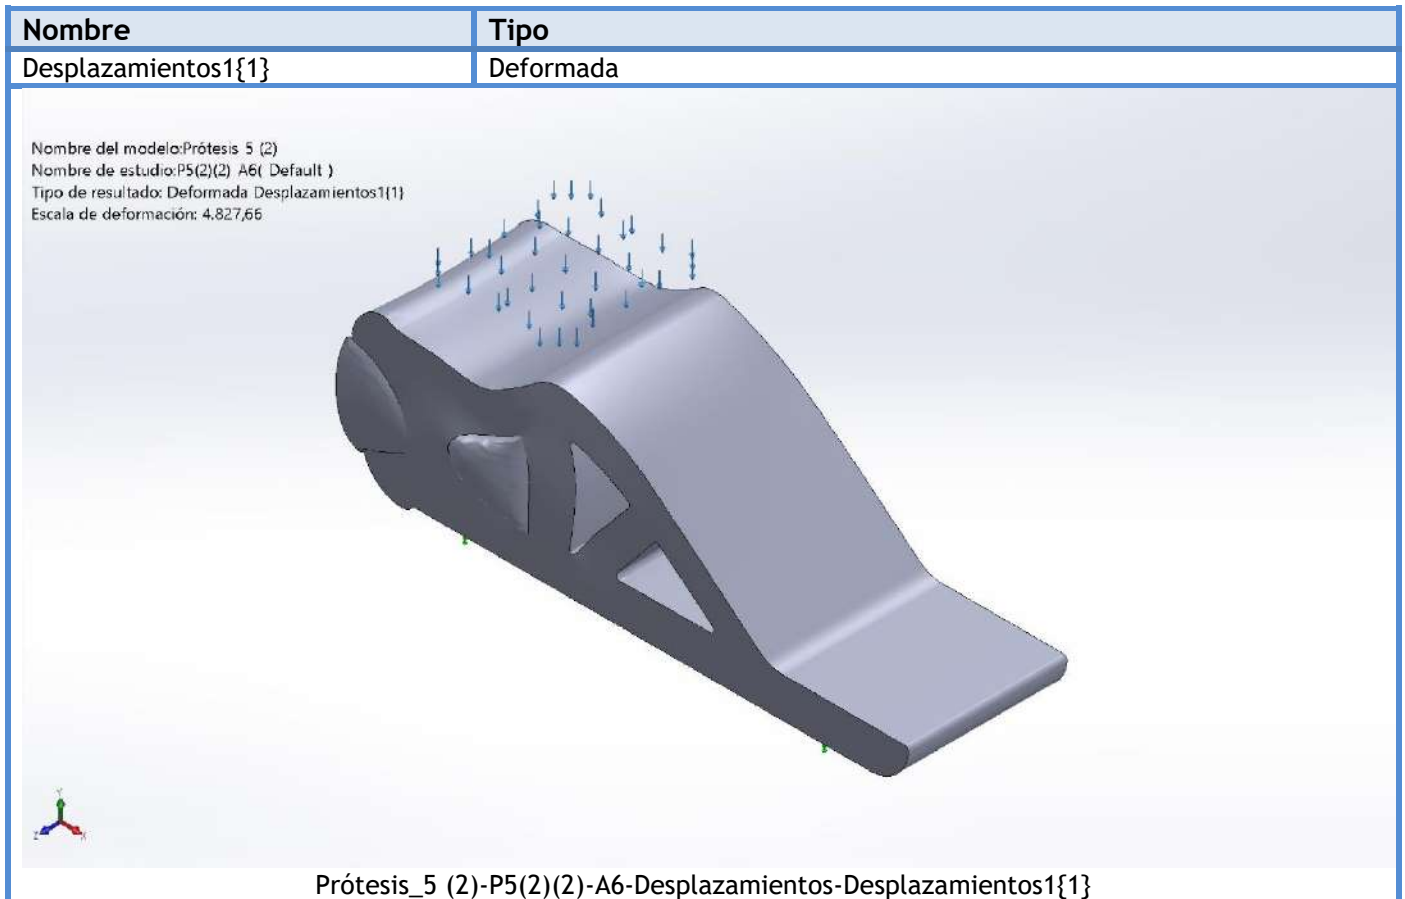 Nombre Tipo
Desplazamientos1{1} Deformada
Nombre del modelo:Prótesis 5 (2)
Nombre de estudio:P5(2)(2) A6( Default )
Tipo de resultado: Deformada Desplazamientos1{1}
Escala de deformación: 4.827,66
Y
Z X
Prótesis_5 (2)-P5(2)(2)-A6-Desplazamientos-Desplazamientos1{1}